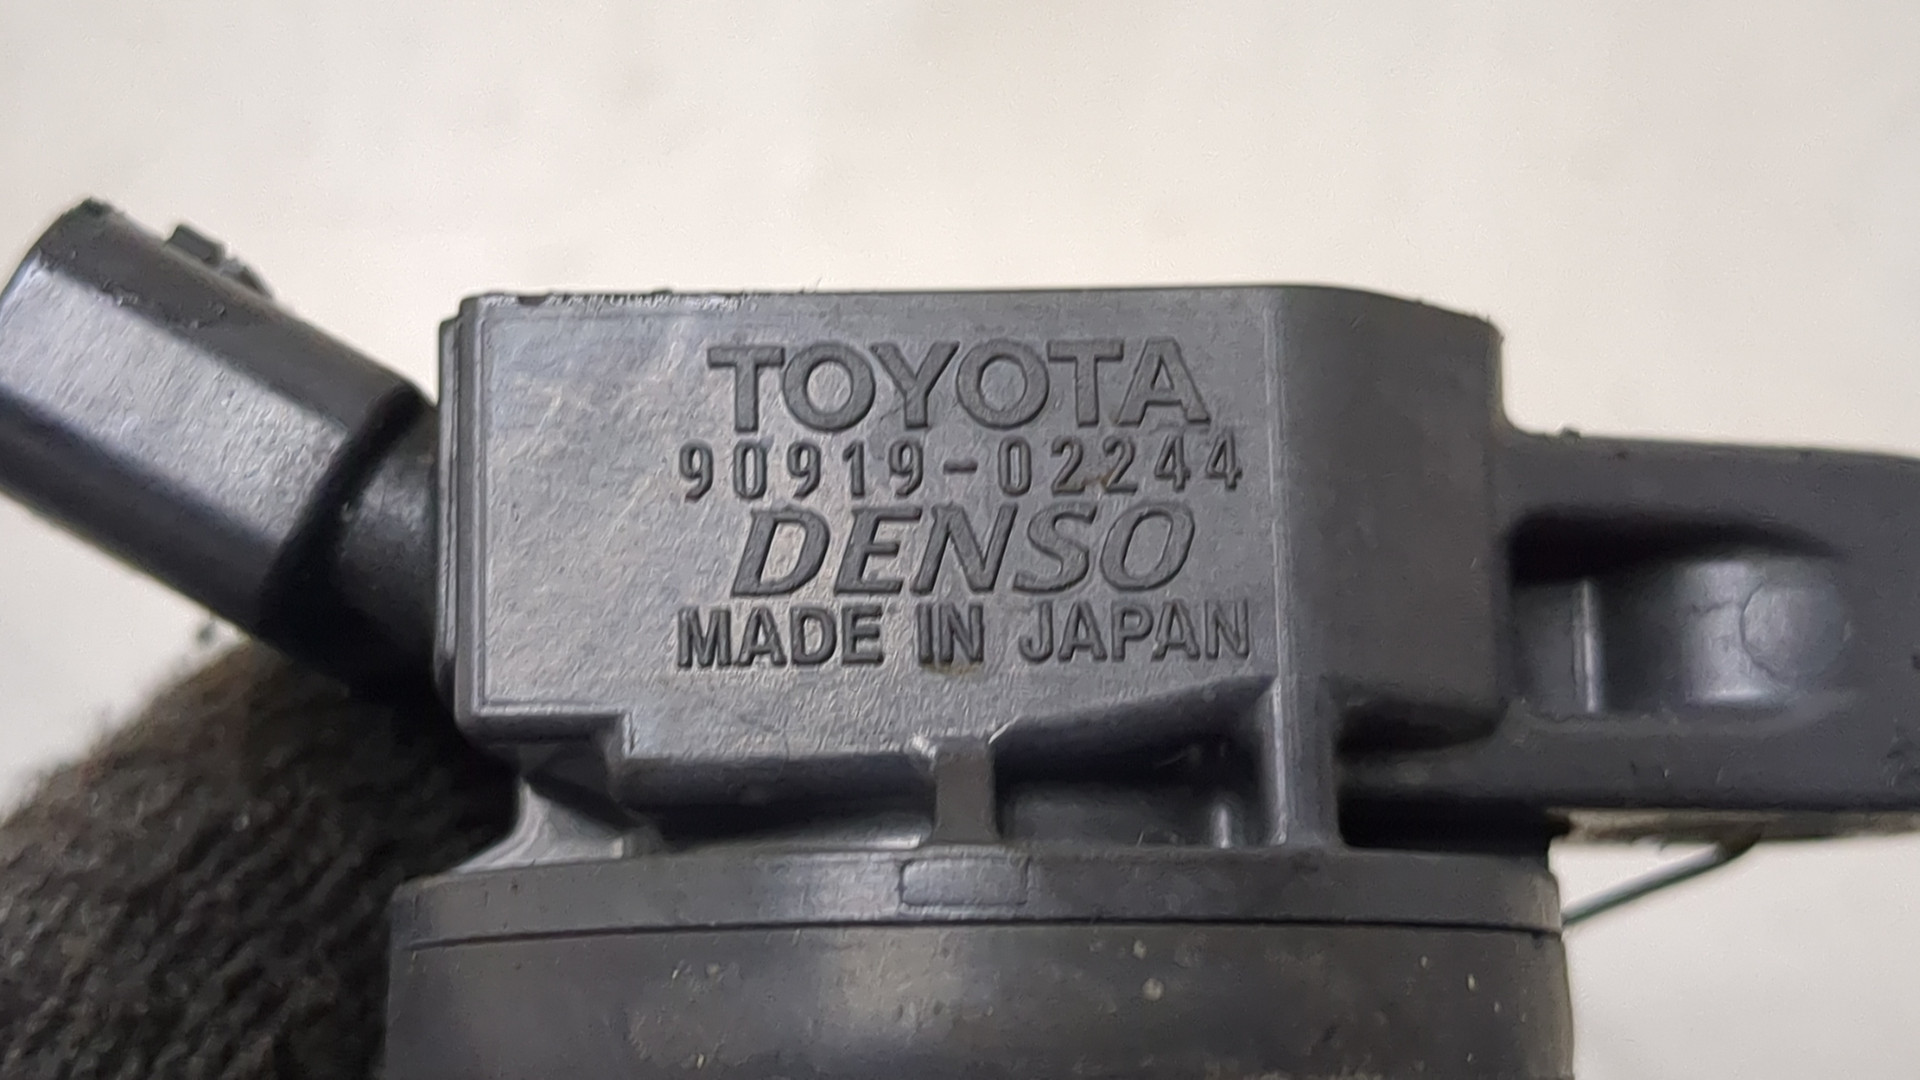 TOYOTA
90919-02244
DENSO
MADE IN JAPAN